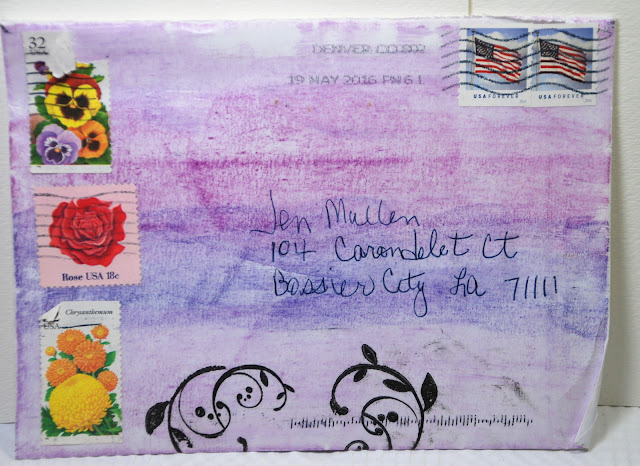 32
USA
DENVER CO 802
19 MAY 2016 PM 6 L
USA FOREVER
USA FOREVER
Rose USA 18c
Jen Mullen
104 Carondelet Ct
Bossier City La 71111
Chrysanthemum
USA